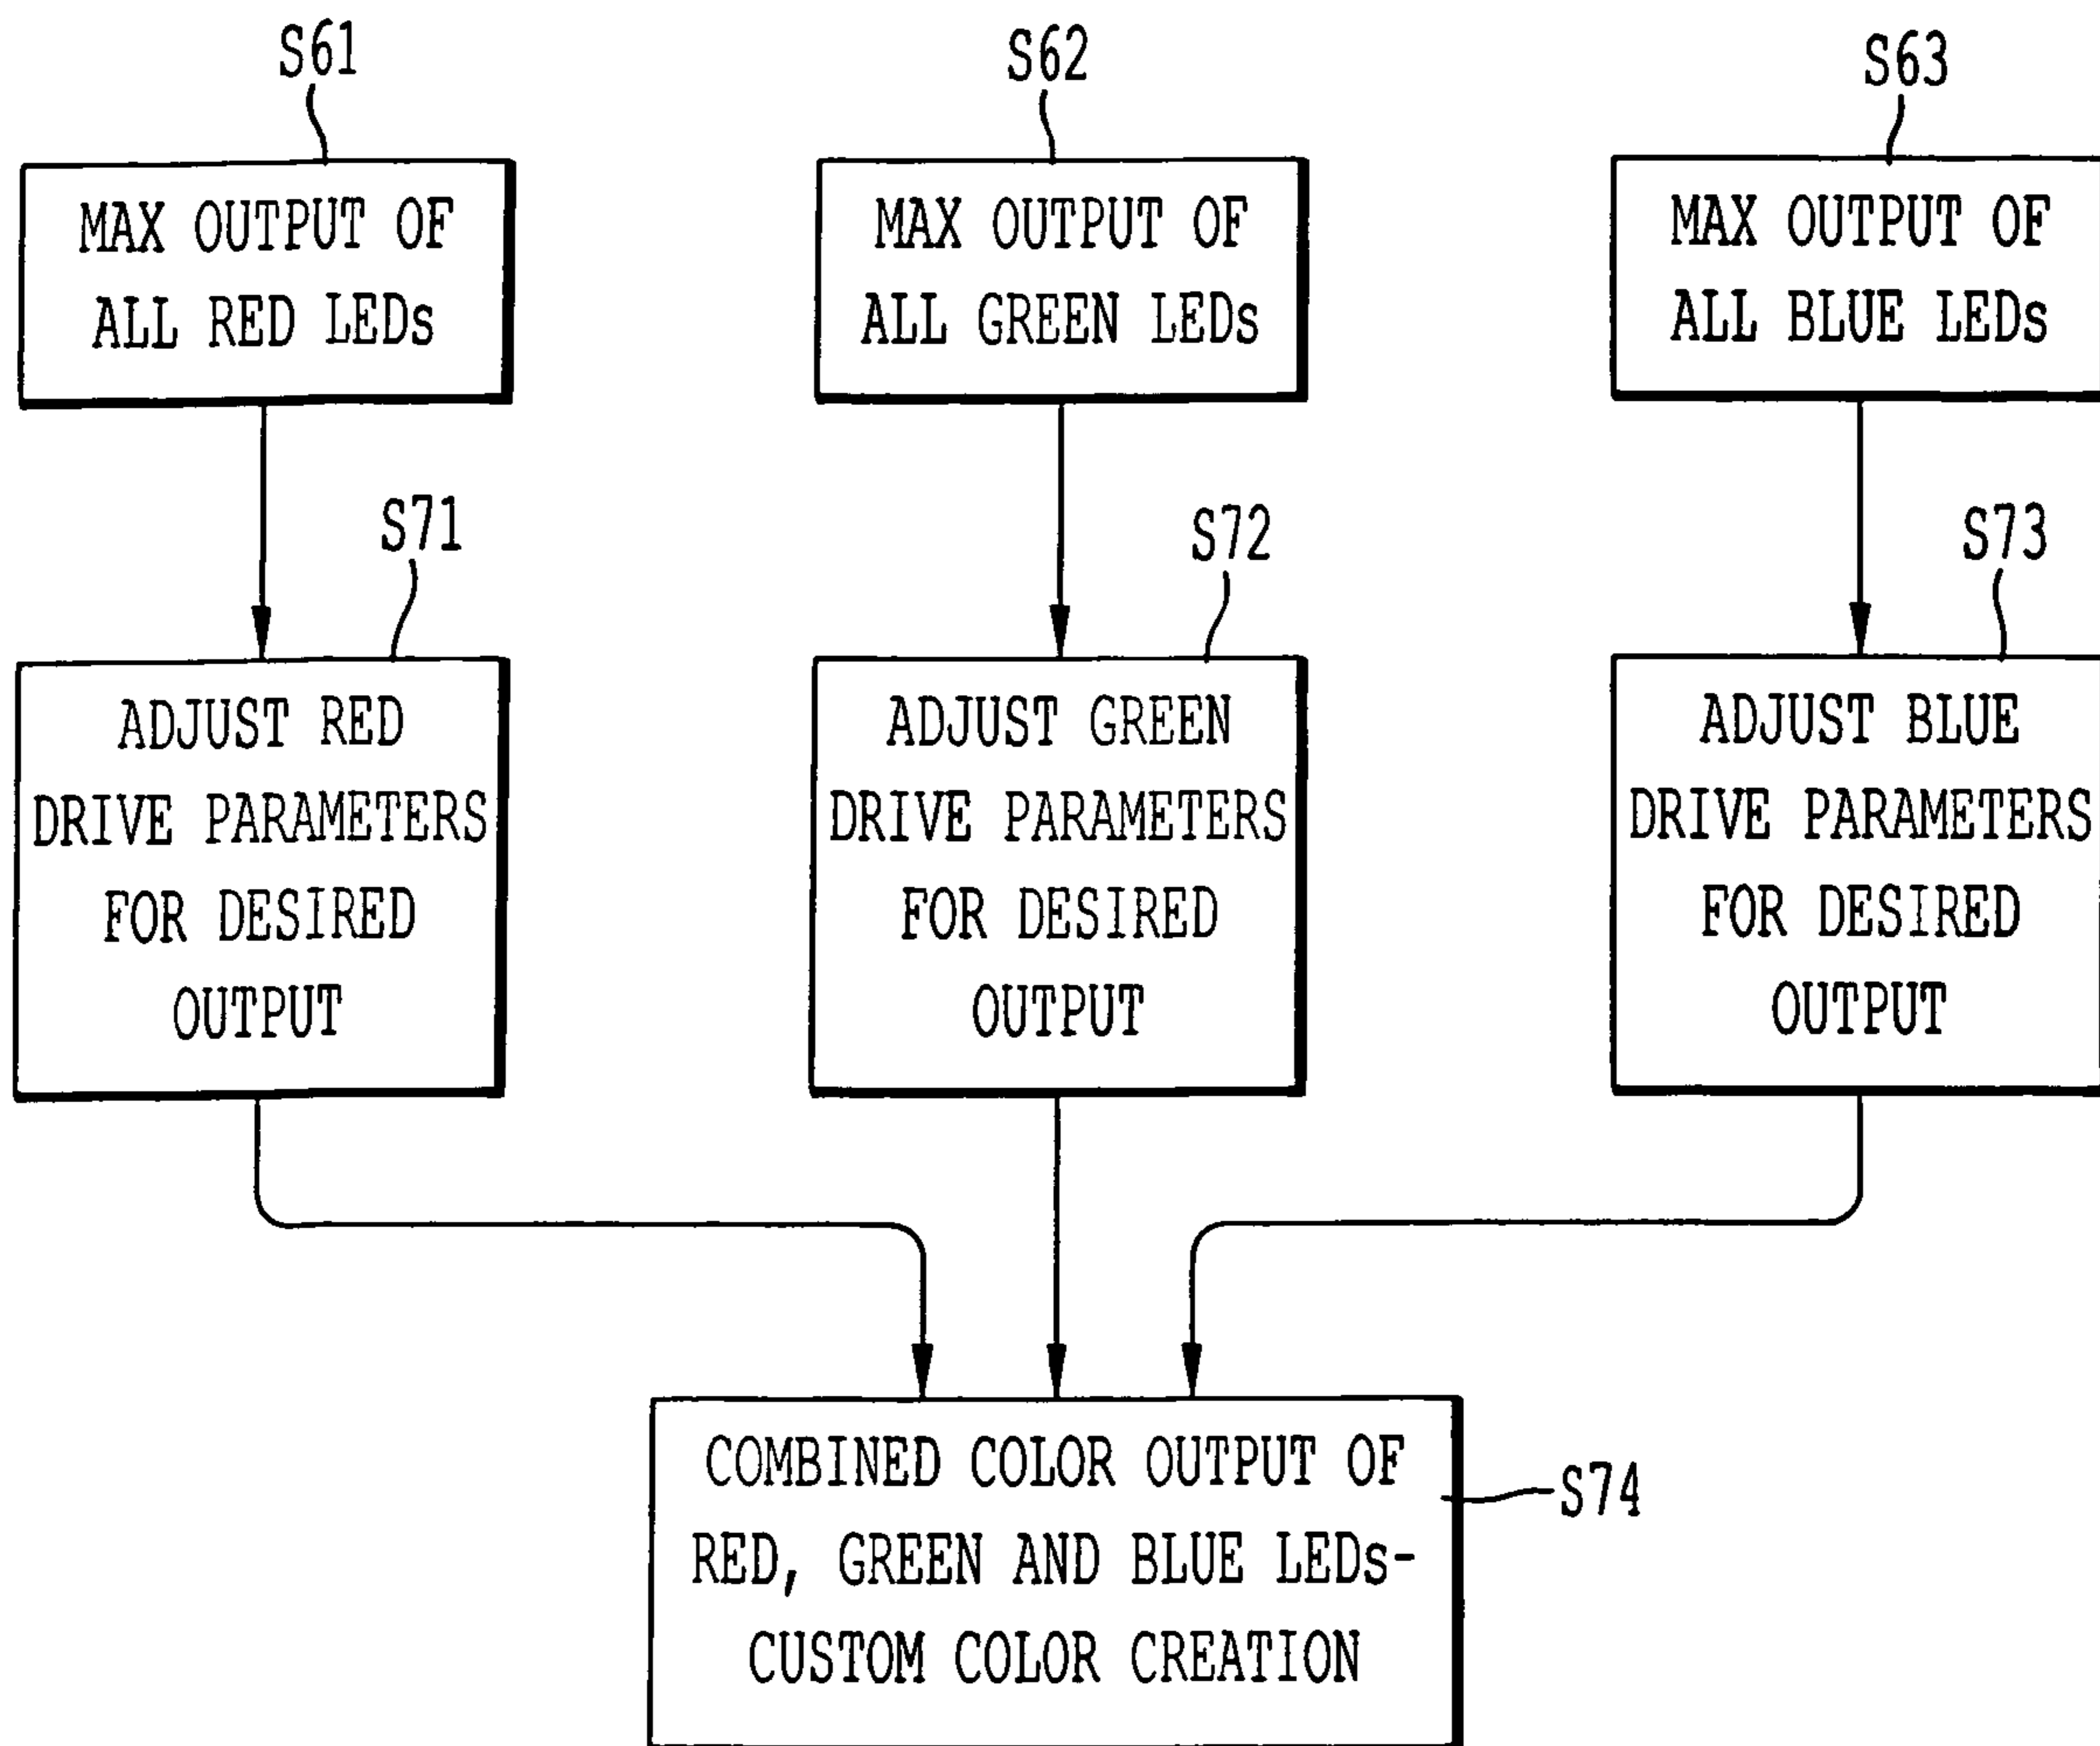 S61
MAX OUTPUT OF
ALL RED LEDs
S62
MAX OUTPUT OF
ALL GREEN LEDs
S63
MAX OUTPUT OF
ALL BLUE LEDs
S71
ADJUST RED
DRIVE PARAMETERS
FOR DESIRED
OUTPUT
S72
ADJUST GREEN
DRIVE PARAMETERS
FOR DESIRED
OUTPUT
S73
ADJUST BLUE
DRIVE PARAMETERS
FOR DESIRED
OUTPUT
COMBINED COLOR OUTPUT OF
RED, GREEN AND BLUE LEDs-
CUSTOM COLOR CREATION
S74